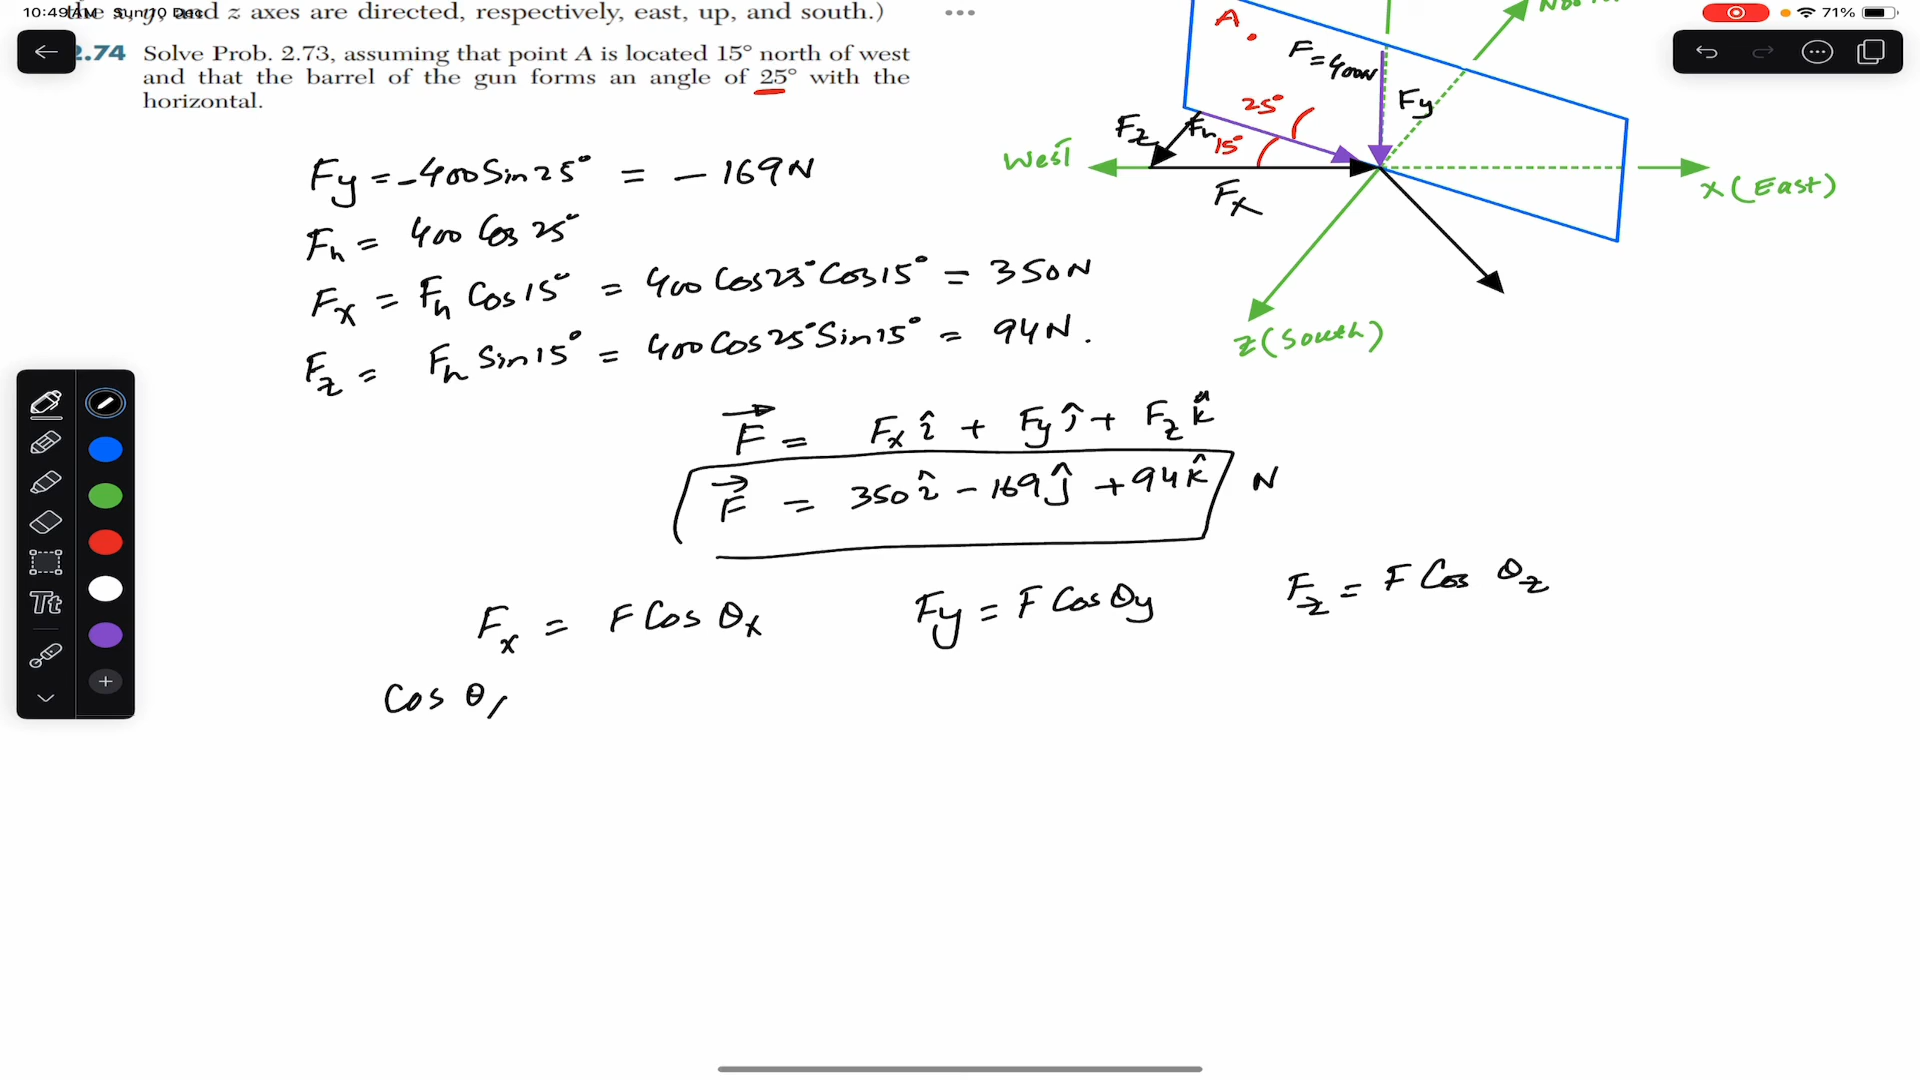 10:49 AM Sun 10 Dec
71%
and z axes are directed, respectively, east, up, and south.)
2.74 Solve Prob. 2.73, assuming that point A is located 15° north of west
and that the barrel of the gun forms an angle of 25° with the
horizontal.
A.
F=400N
Fy
25°
Fz
Fh
15°
West
Fx
x (East)
z (South)
Fy = -400 Sin 25° = - 169 N
Fh = 400 Cos 25°
Fx = Fh Cos 15° = 400 Cos 25° Cos 15° = 350 N
Fz = Fh Sin 15° = 400 Cos 25° Sin 15° = 94 N.
F = Fx î + Fy ĵ + Fz k̂
F = 350 î - 169 ĵ + 94 k̂ N
Fx = F Cos θx Fy = F Cos θy Fz = F Cos θz
Cos θ
Tt